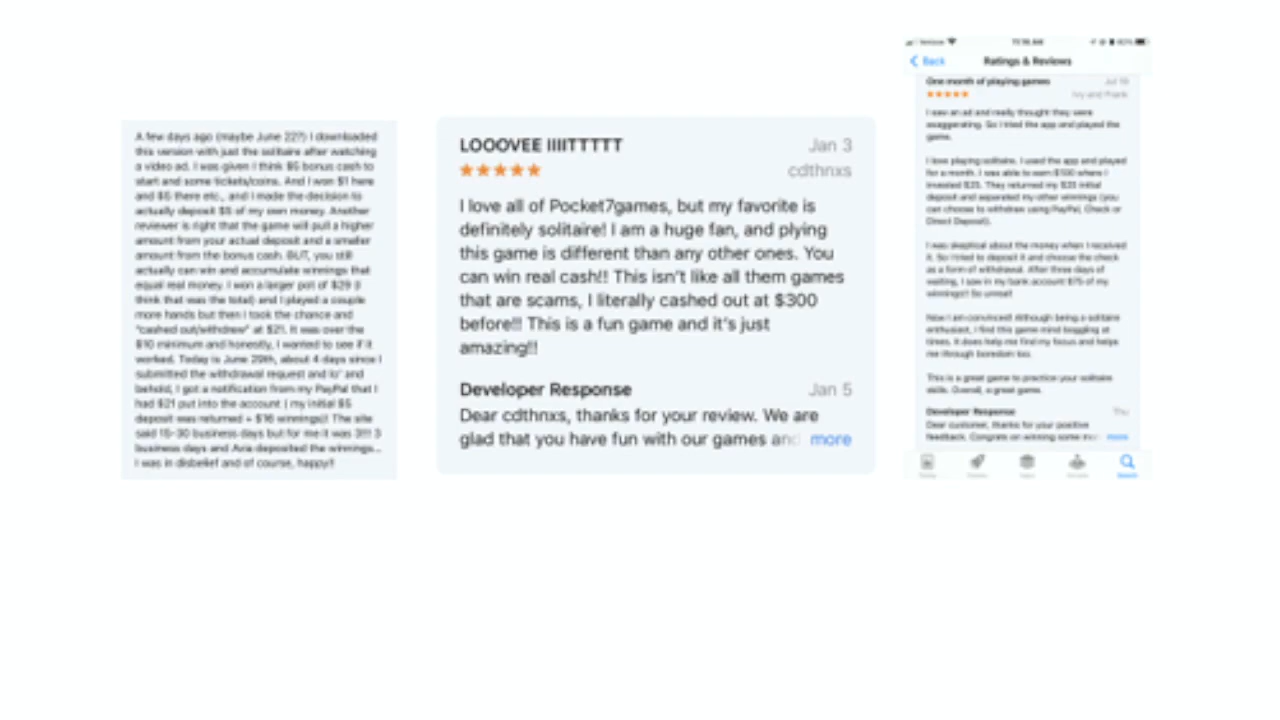 A few days ago (maybe June 22?) I downloaded
this version with just the solitaire after watching
a video ad. I was given I think $5 bonus cash to
start and some tickets/coins. And I won $1 here
and $5 there etc., and I made the decision to
actually deposit $5 of my own money. Another
reviewer is right that the game will pull a higher
amount from your actual deposit and a smaller
amount from the bonus cash. BUT, you still
actually can win and accumulate winnings that
equal real money. I won a larger pot of $29 (I
think that was the total) and I played a couple
more hands but then I took the chance and
"cashed out/withdrew" at $21. It was over the
$10 minimum and honestly, I wanted to see if it
worked. Today is June 29th, about 4 days since I
submitted the withdrawal request and lo' and
behold, I got a notification from my PayPal that I
had $21 put into the account ( my initial $5
deposit was returned + $16 winnings)! The site
said 15-30 business days but for me it was 3!!! 3
business days and Avia deposited the winnings...
I was in disbelief and of course, happy!!
LOOOVEE IIIITTTTT Jan 3
★★★★★ cdthnxs
I love all of Pocket7games, but my favorite is
definitely solitaire! I am a huge fan, and plying
this game is different than any other ones. You
can win real cash!! This isn't like all them games
that are scams, I literally cashed out at $300
before!! This is a fun game and it's just
amazing!!
Developer Response Jan 5
Dear cdthnxs, thanks for your review. We are
glad that you have fun with our games and more
Verizon 11:16 AM
Back Ratings & Reviews
One month of playing games Jul
★★★★★ Ivy and Frank
I saw an ad and really thought they were
exaggerating. So I tried the app and played the
game.
I love playing solitaire. I used the app and played
for a month. I was able to earn $100 where I
invested $25. They returned my $25 initial
deposit and separated my other winnings (you
can choose to withdraw using PayPal, Check or
Direct Deposit).
I was skeptical about the money when I received
it. So I tried to deposit it and choose the check
as a form of withdrawal. After three days of
waiting, I saw in my bank account $75 of my
winnings!! So unreal!
Now I am convinced! Although being a solitaire
enthusiast, I find this game mind boggling at
times. It does help me find my focus and helps
me through boredom too.
This is a great game to practice your solitaire
skills. Overall, a great game.
Developer Response Thu
Dear customer, thanks for your positive
feedback. Congrats on winning some more
Search